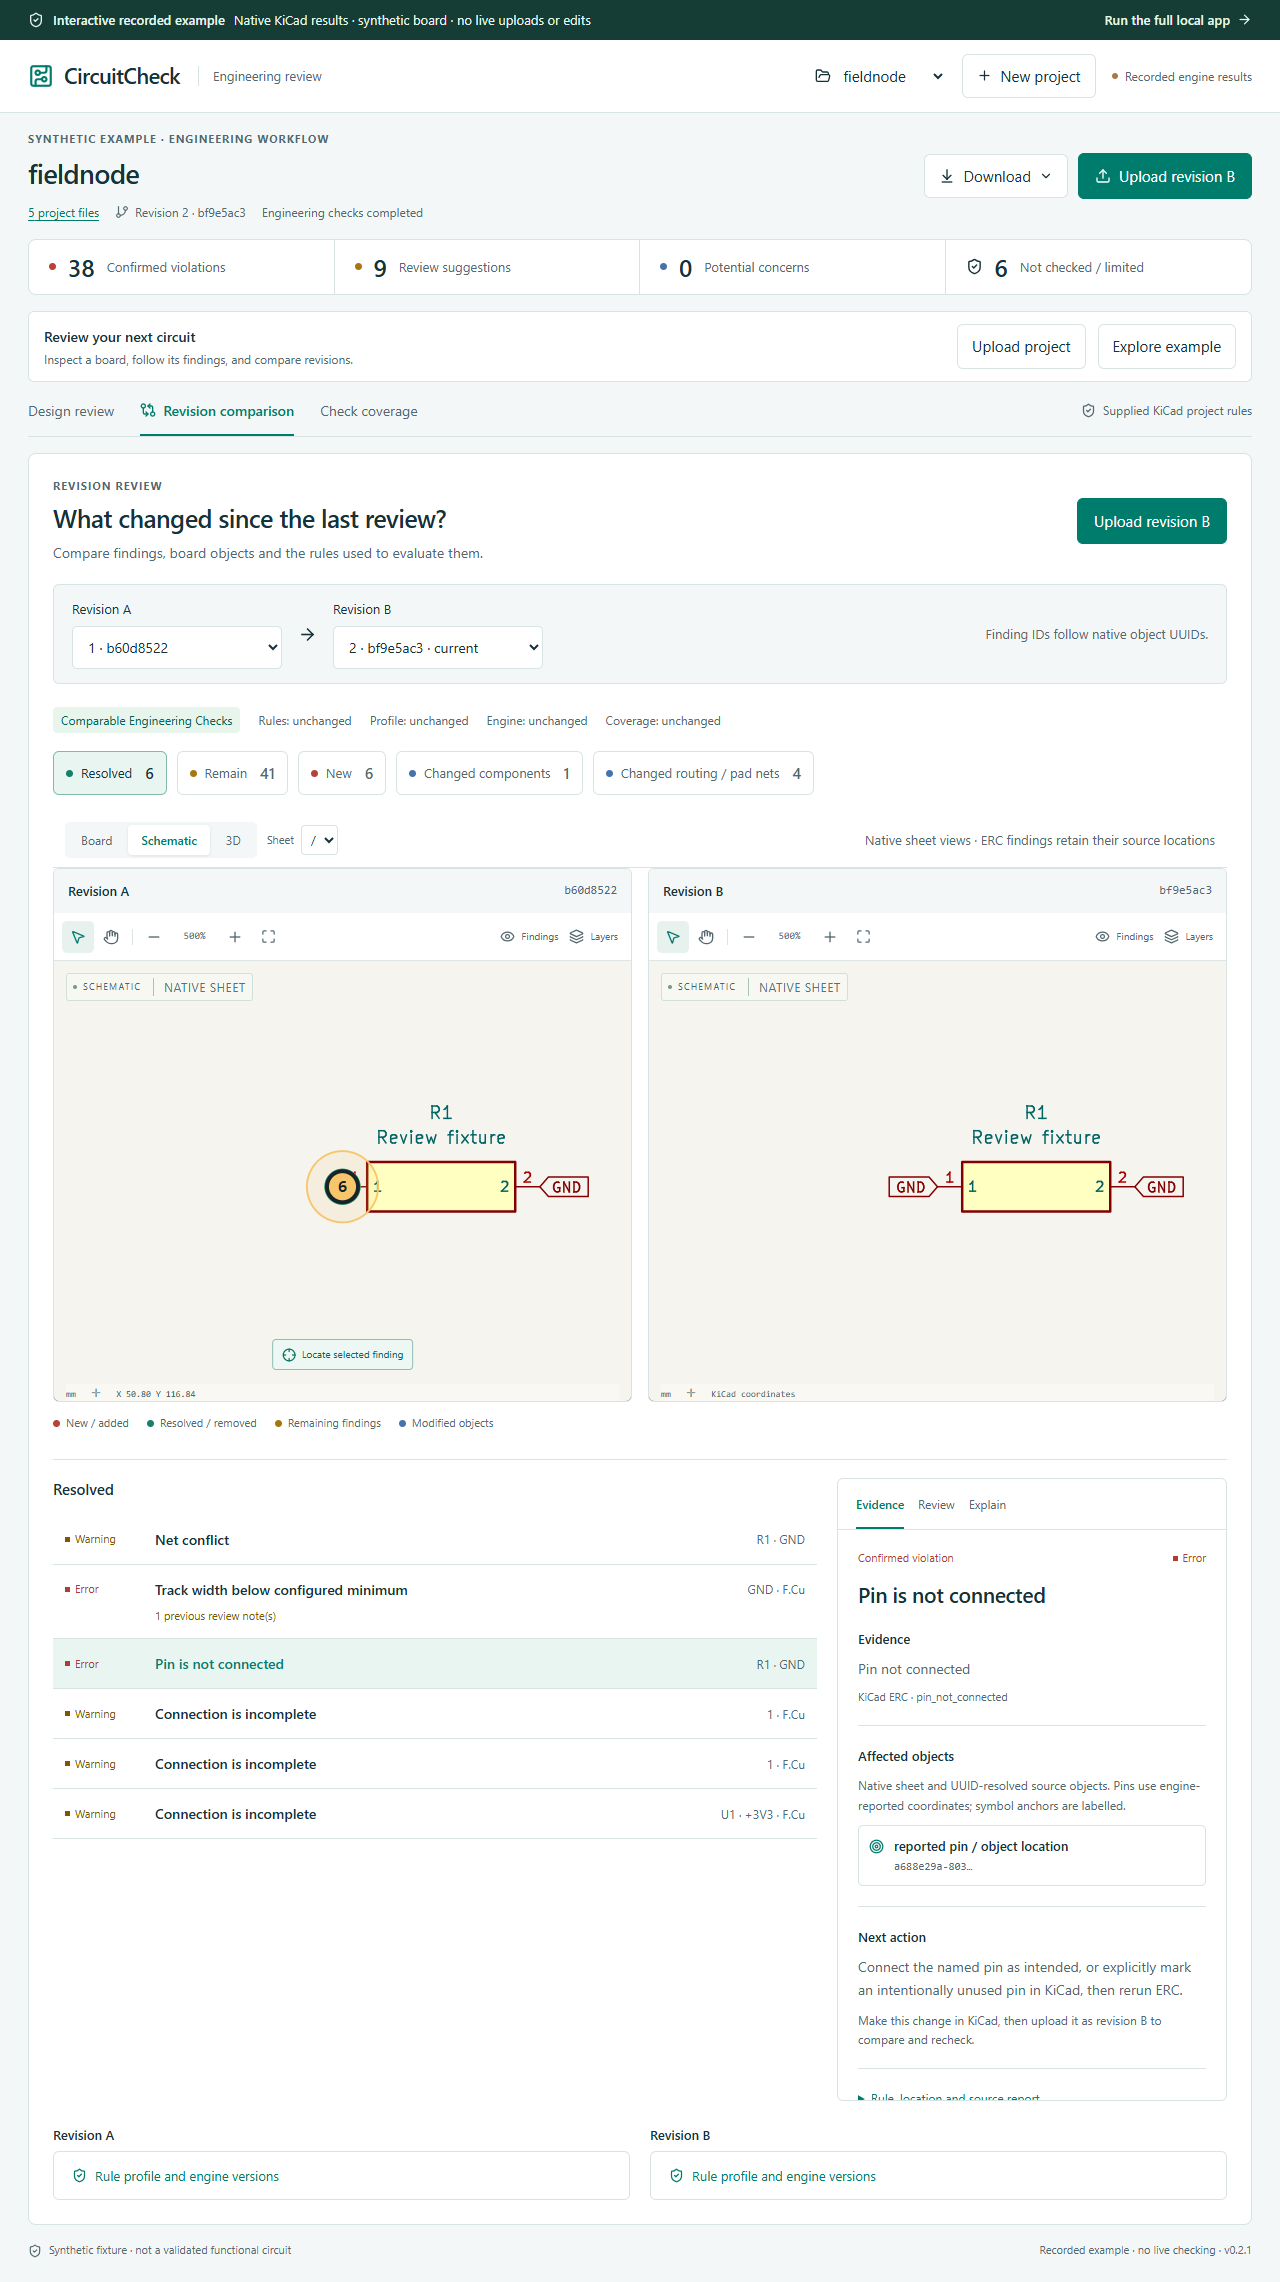 Interactive recorded example Native KiCad results · synthetic board · no live uploads or edits
Run the full local app →
CircuitCheck
Engineering review
fieldnode
+ New project
Recorded engine results
SYNTHETIC EXAMPLE · ENGINEERING WORKFLOW
fieldnode
Download
Upload revision B
5 project files
Revision 2 · bf9e5ac3
Engineering checks completed
38 Confirmed violations
9 Review suggestions
0 Potential concerns
6 Not checked / limited
Review your next circuit
Inspect a board, follow its findings, and compare revisions.
Upload project
Explore example
Design review
Revision comparison
Check coverage
Supplied KiCad project rules
REVISION REVIEW
What changed since the last review?
Upload revision B
Compare findings, board objects and the rules used to evaluate them.
Revision A
Revision B
1 · b60d8522
→
2 · bf9e5ac3 · current
Finding IDs follow native object UUIDs.
Comparable Engineering Checks
Rules: unchanged
Profile: unchanged
Engine: unchanged
Coverage: unchanged
Resolved 6
Remain 41
New 6
Changed components 1
Changed routing / pad nets 4
Board
Schematic
3D
Sheet
/
Native sheet views · ERC findings retain their source locations
Revision A
b60d8522
500%
Findings
Layers
SCHEMATIC
NATIVE SHEET
R1
Review fixture
6
1
2
2
GND
Locate selected finding
mm
X 50.80 Y 116.84
Revision B
bf9e5ac3
500%
Findings
Layers
SCHEMATIC
NATIVE SHEET
R1
Review fixture
GND
1
1
2
2
GND
mm
KiCad coordinates
New / added
Resolved / removed
Remaining findings
Modified objects
Resolved
Warning
Net conflict
R1 · GND
Error
Track width below configured minimum
GND · F.Cu
1 previous review note(s)
Error
Pin is not connected
R1 · GND
Warning
Connection is incomplete
1 · F.Cu
Warning
Connection is incomplete
1 · F.Cu
Warning
Connection is incomplete
U1 · +3V3 · F.Cu
Evidence
Review
Explain
Confirmed violation
Error
Pin is not connected
Evidence
Pin not connected
KiCad ERC · pin_not_connected
Affected objects
Native sheet and UUID-resolved source objects. Pins use engine-
reported coordinates; symbol anchors are labelled.
reported pin / object location
a688e29a-803…
Next action
Connect the named pin as intended, or explicitly mark
an intentionally unused pin in KiCad, then rerun ERC.
Make this change in KiCad, then upload it as revision B to
compare and recheck.
Rule, location and source report
Revision A
Rule profile and engine versions
Revision B
Rule profile and engine versions
Synthetic fixture · not a validated functional circuit
Recorded example · no live checking · v0.2.1